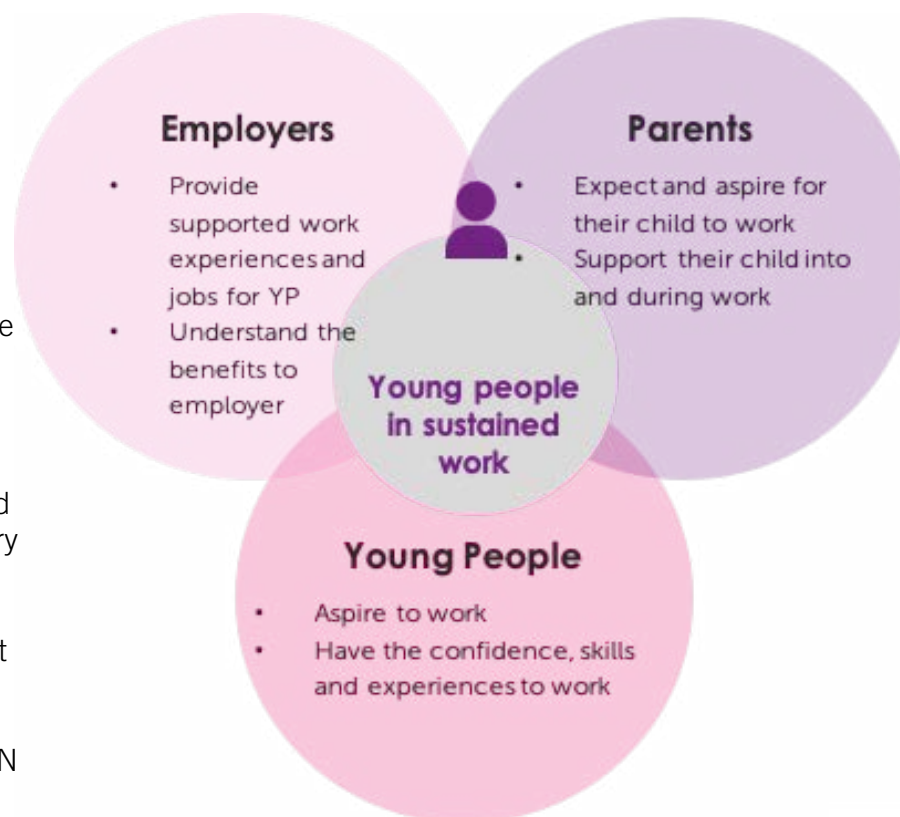 Employers
• Provide
supported work
experiences and
jobs for YP
• Understand the
benefits to
employer
Parents
• Expect and aspire for
their child to work
• Support their child into
and during work
Young people
in sustained
work
Young People
• Aspire to work
• Have the confidence, skills
and experiences to work